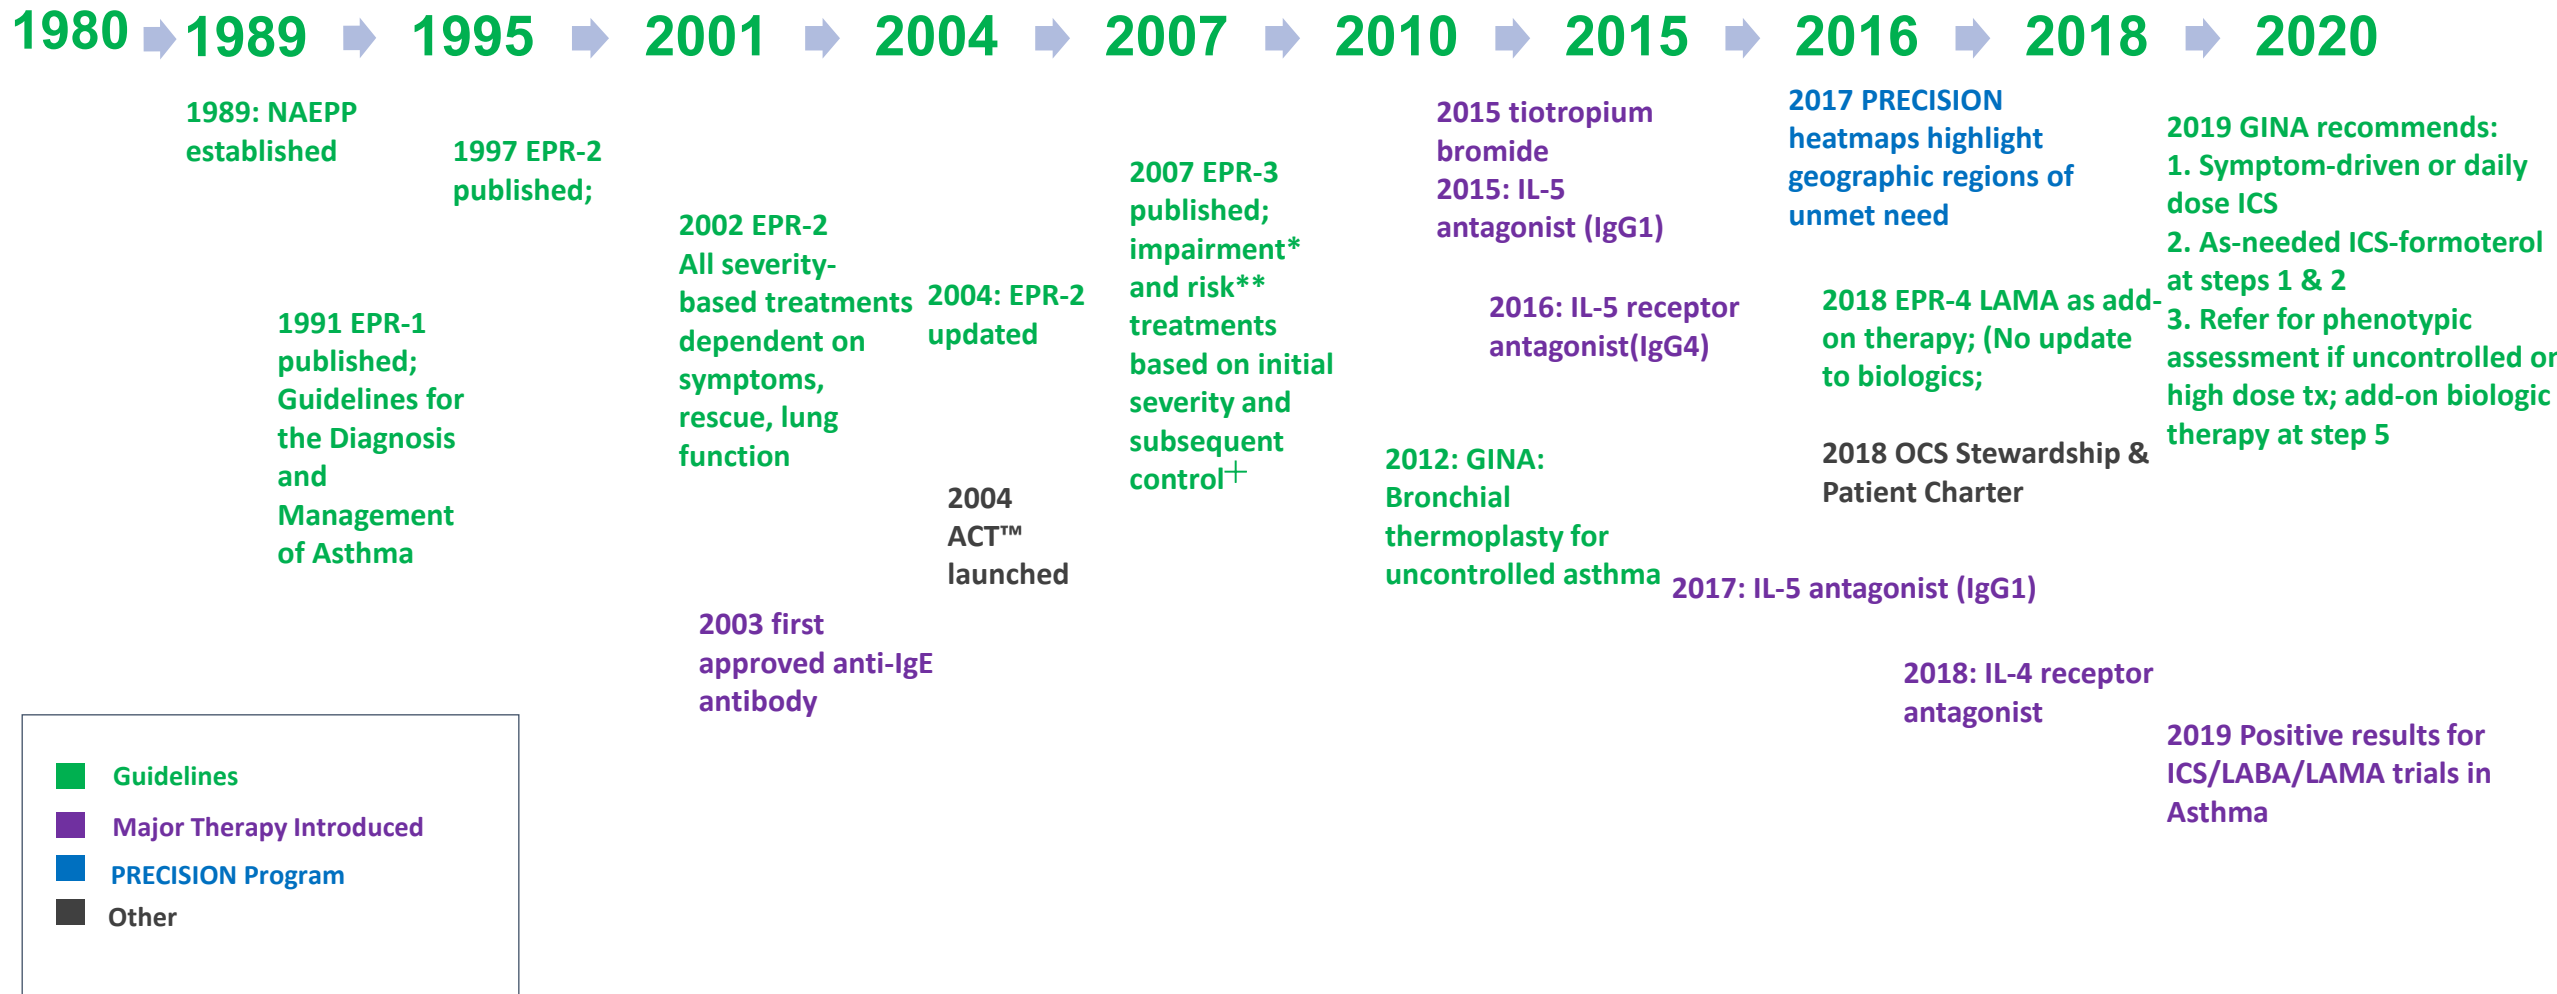 1980 1989 1995 2001 2004 2007 2010 2015 2016 2018 2020
1989: NAEPP
established
1991 EPR-1
published;
Guidelines for
the Diagnosis
and
Management
of Asthma
1997 EPR-2
published;
2002 EPR-2
All severity-
based treatments
dependent on
symptoms,
rescue, lung
function
2003 first
approved anti-IgE
antibody
2004: EPR-2
updated
2004
ACT™
launched
2007 EPR-3
published;
impairment*
and risk**
treatments
based on initial
severity and
subsequent
control+
2012: GINA:
Bronchial
thermoplasty for
uncontrolled asthma
2015 tiotropium
bromide
2015: IL-5
antagonist (IgG1)
2016: IL-5 receptor
antagonist(IgG4)
2017: IL-5 antagonist (IgG1)
2017 PRECISION
heatmaps highlight
geographic regions of
unmet need
2018 EPR-4 LAMA as add-
on therapy; (No update
to biologics;
2018 OCS Stewardship &
Patient Charter
2018: IL-4 receptor
antagonist
2019 GINA recommends:
1. Symptom-driven or daily
dose ICS
2. As-needed ICS-formoterol
at steps 1 & 2
3. Refer for phenotypic
assessment if uncontrolled or
high dose tx; add-on biologic
therapy at step 5
2019 Positive results for
ICS/LABA/LAMA trials in
Asthma
Guidelines
Major Therapy Introduced
PRECISION Program
Other